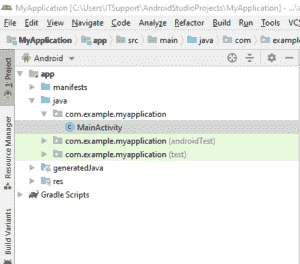 MyApplication [C:\Users\ITSupport\AndroidStudioProjects\MyApplication] - ...\a
File Edit View Navigate Code Analyze Refactor Build Run Tools VC
MyApplication app src main java com example
Android
app
manifests
java
com.example.myapplication
MainActivity
com.example.myapplication (androidTest)
com.example.myapplication (test)
generatedJava
res
Gradle Scripts
1: Project
Resource Manager
Build Variants